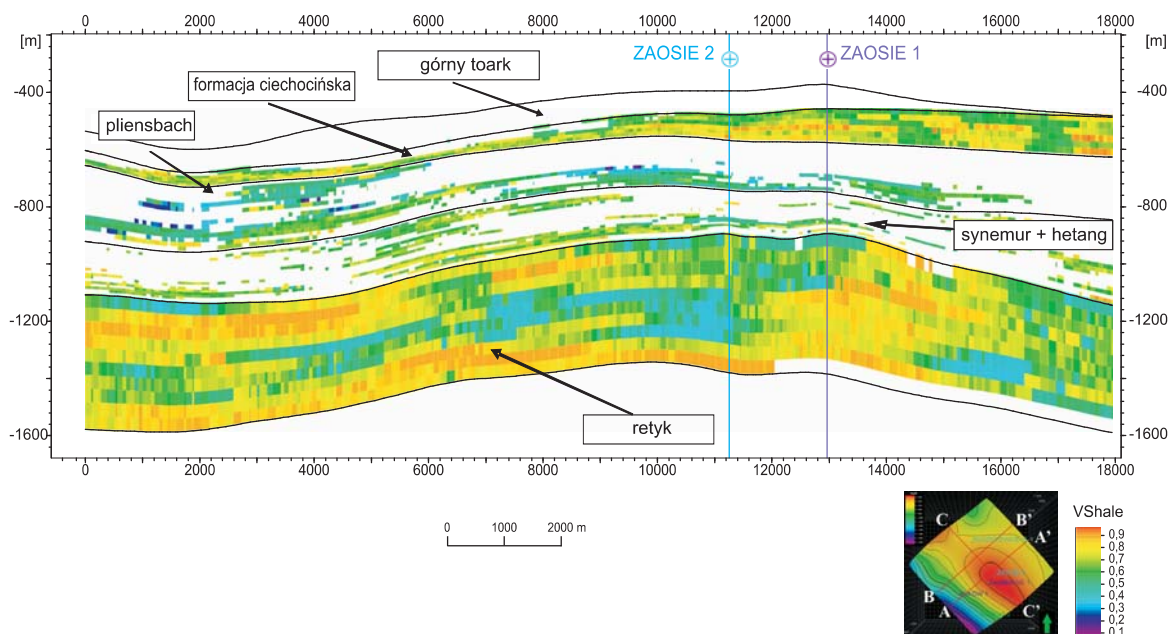 0 2000 4000 6000 8000 10000 12000 14000 16000 18000
[m] [m]
ZAOSIE 2 ZAOSIE 1
górny toark
formacja ciechocińska
pliensbach
-400 -400
-800 -800
synemur + hetang
-1200 -1200
retyk
-1600 -1600
0 2000 4000 6000 8000 10000 12000 14000 16000 18000
0 1000 2000 m
VShale
0,9
0,8
0,7
0,6
0,5
0,4
0,3
0,2
0,1
C B'
A'
B
A C'